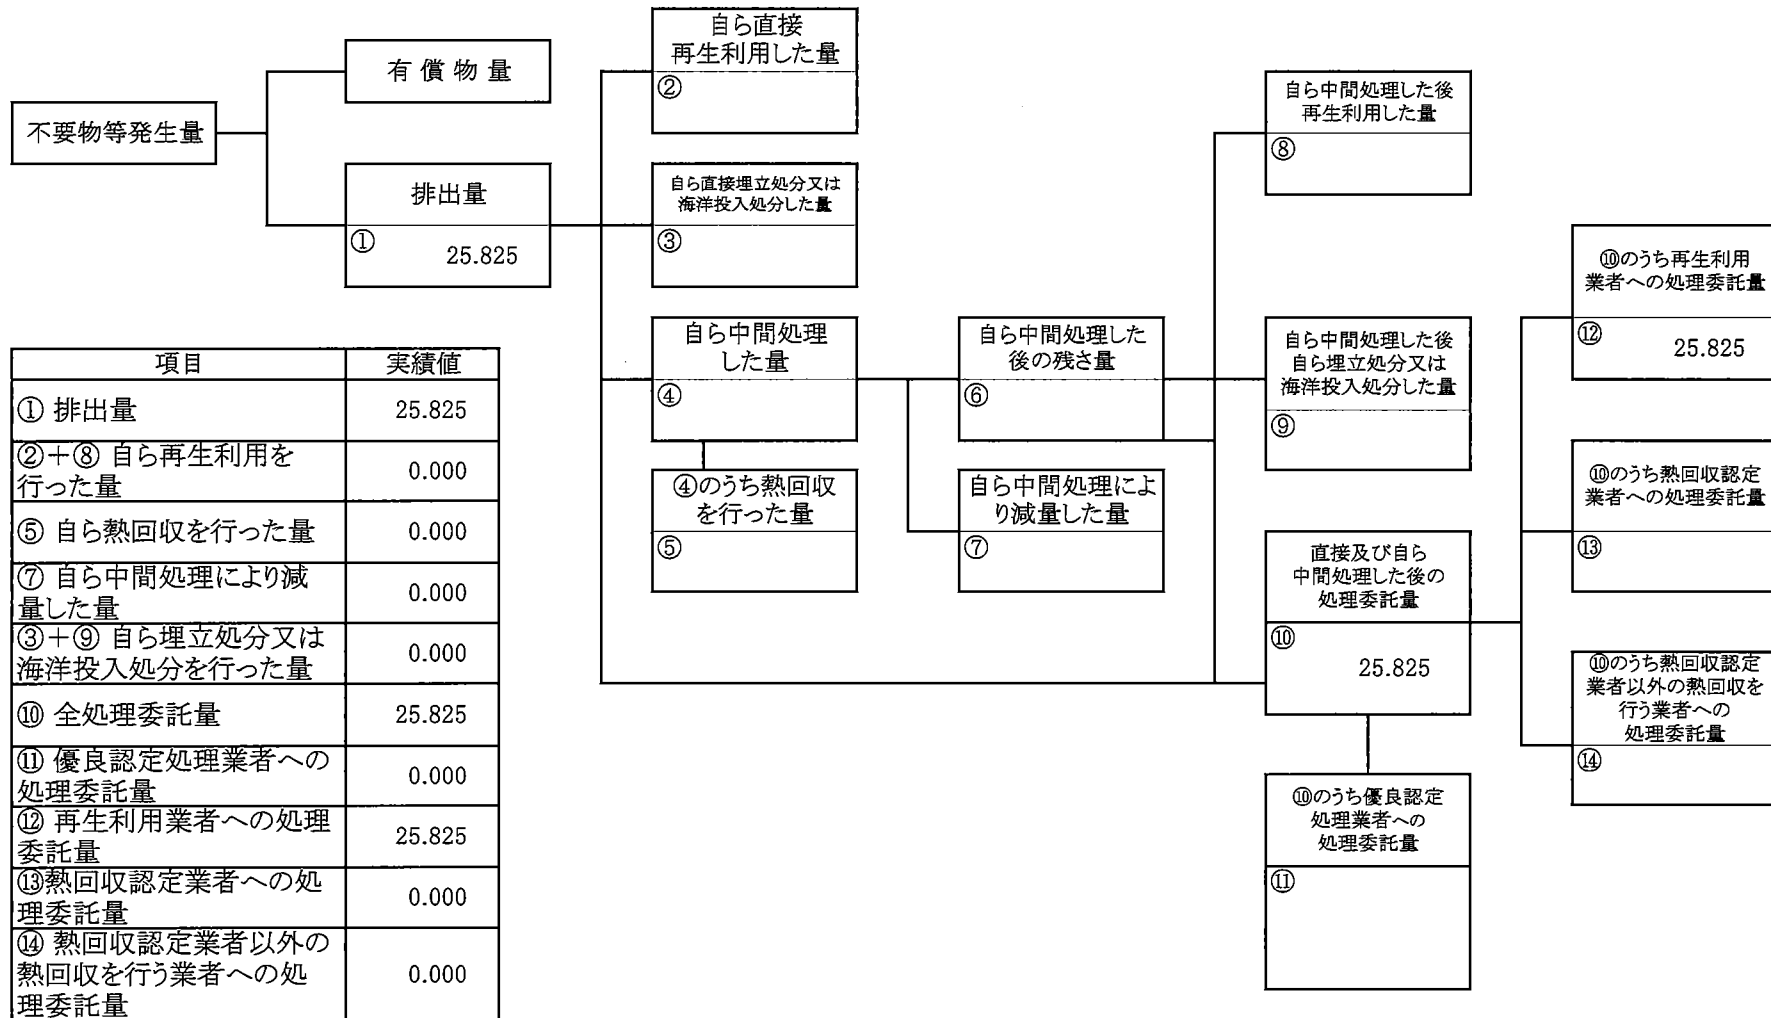 不要物等発生量
有償物量
排出量
①
25.825
自ら直接
再生利用した量
②
自ら直接埋立処分又は
海洋投入処分した量
③
自ら中間処理
した量
④
④のうち熱回収
を行った量
⑤
自ら中間処理した
後の残さ量
⑥
自ら中間処理によ
り減量した量
⑦
自ら中間処理した後
再生利用した量
⑧
自ら中間処理した後
自ら埋立処分又は
海洋投入処分した量
⑨
直接及び自ら
中間処理した後の
処理委託量
⑩
25.825
⑩のうち優良認定
処理業者への
処理委託量
⑪
⑩のうち再生利用
業者への処理委託量
⑫
25.825
⑩のうち熱回収認定
業者への処理委託量
⑬
⑩のうち熱回収認定
業者以外の熱回収を
行う業者への
処理委託量
⑭
項目 実績値
① 排出量 25.825
②+⑧ 自ら再生利用を
行った量 0.000
⑤ 自ら熱回収を行った量 0.000
⑦ 自ら中間処理により減
量した量 0.000
③+⑨ 自ら埋立処分又は
海洋投入処分を行った量 0.000
⑩ 全処理委託量 25.825
⑪ 優良認定処理業者への
処理委託量 0.000
⑫ 再生利用業者への処理
委託量 25.825
⑬熱回収認定業者への処
理委託量 0.000
⑭ 熱回収認定業者以外の
熱回収を行う業者への処
理委託量 0.000